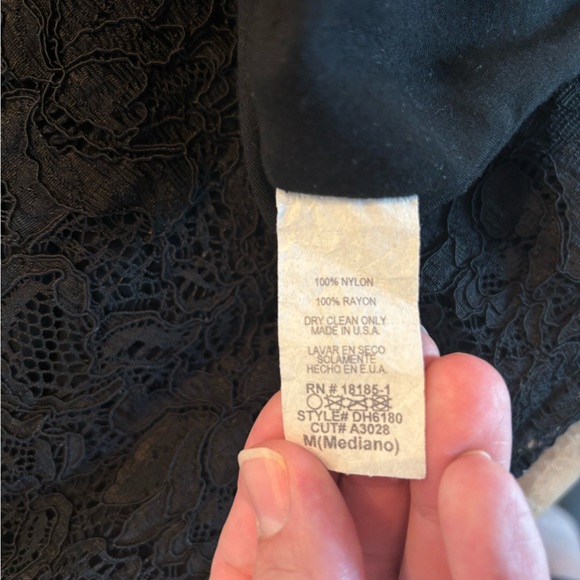 100% NYLON
100% RAYON
DRY CLEAN ONLY
MADE IN U.S.A.
LAVAR EN SECO
SOLAMENTE
HECHO EN E.U.A.
RN # 18185-1
STYLE# DH6180
CUT# A3028
M(Mediano)